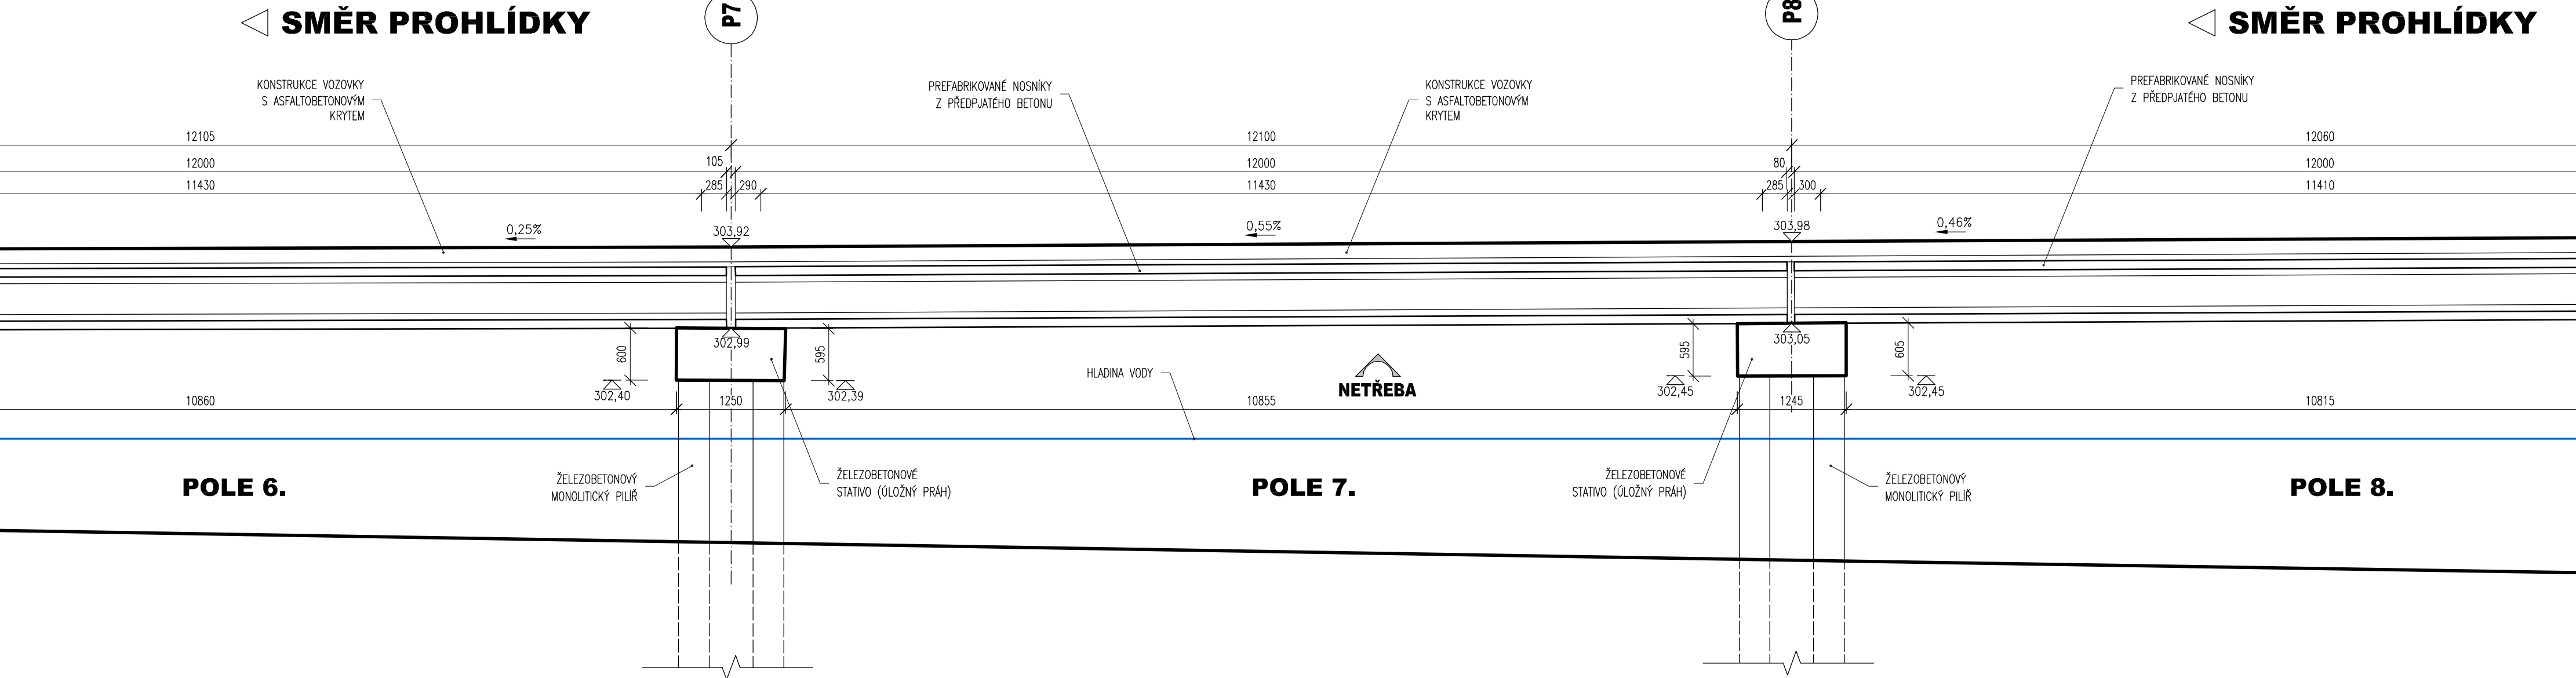 SMĚR PROHLÍDKY
P7
P8
SMĚR PROHLÍDKY
KONSTRUKCE VOZOVKY
S ASFALTOBETONOVÝM
KRYTEM
PREFABRIKOVANÉ NOSNÍKY
Z PŘEDPJATÉHO BETONU
KONSTRUKCE VOZOVKY
S ASFALTOBETONOVÝM
KRYTEM
PREFABRIKOVANÉ NOSNÍKY
Z PŘEDPJATÉHO BETONU
12105
12100
12060
12000
105
12000
80
12000
11430
285
290
11430
285
300
11410
0,25%
303,92
0,55%
303,98
0,46%
302,99
303,05
600
595
595
605
302,40
302,39
302,45
302,45
HLADINA VODY
NETŘEBA
10860
1250
10855
1245
10815
ŽELEZOBETONOVÝ
MONOLITICKÝ PILÍŘ
ŽELEZOBETONOVÉ
STATIVO (ÚLOŽNÝ PRÁH)
ŽELEZOBETONOVÉ
STATIVO (ÚLOŽNÝ PRÁH)
ŽELEZOBETONOVÝ
MONOLITICKÝ PILÍŘ
POLE 6.
POLE 7.
POLE 8.